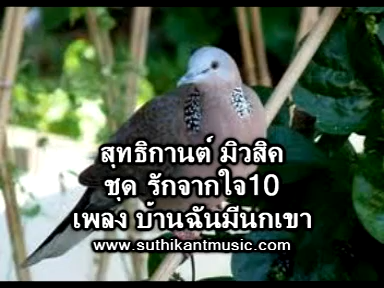 สุทธิกานต์ มิวสิค
ชุด รักจากใจ10
เพลง บ้านฉันมีนกเขา
www.suthikantmusic.com